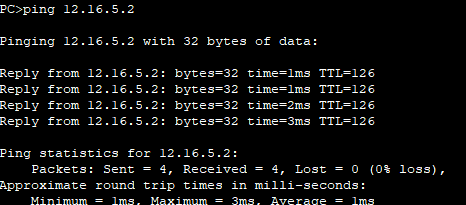 PC>ping 12.16.5.2
Pinging 12.16.5.2 with 32 bytes of data:
Reply from 12.16.5.2: bytes=32 time=1ms TTL=126
Reply from 12.16.5.2: bytes=32 time=1ms TTL=126
Reply from 12.16.5.2: bytes=32 time=2ms TTL=126
Reply from 12.16.5.2: bytes=32 time=3ms TTL=126
Ping statistics for 12.16.5.2:
Packets: Sent = 4, Received = 4, Lost = 0 (0% loss),
Approximate round trip times in milli-seconds:
Minimum = 1ms, Maximum = 3ms, Average = 1ms